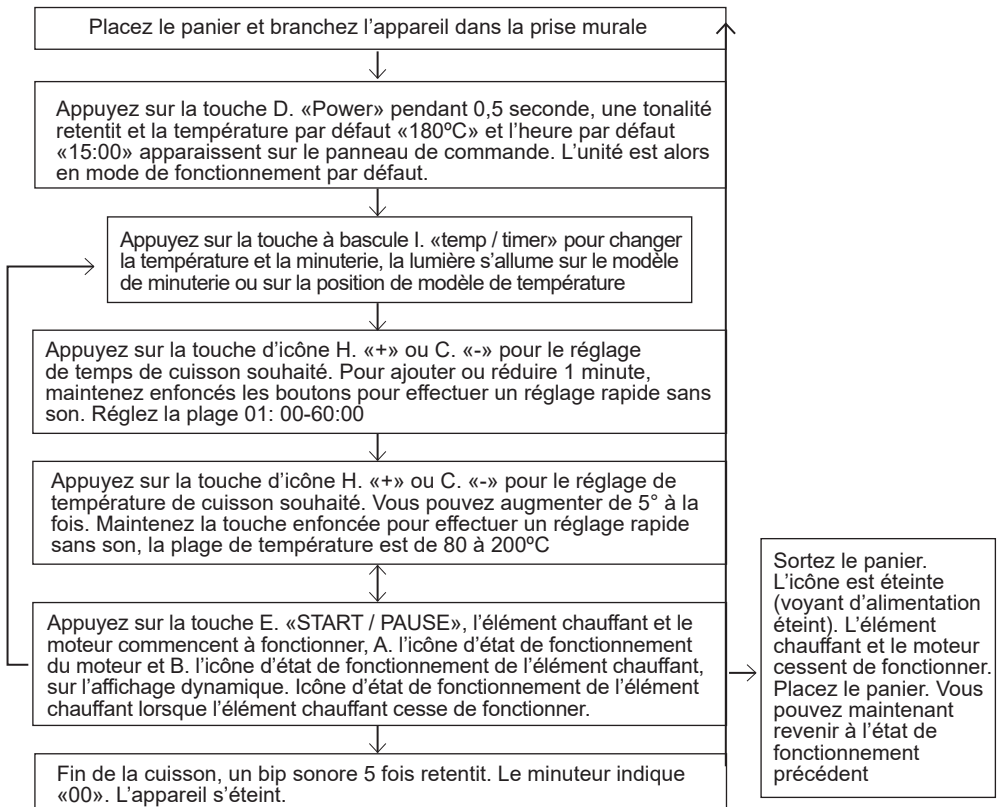 Placez le panier et branchez l’appareil dans la prise murale
Appuyez sur la touche D. «Power» pendant 0,5 seconde, une tonalité
retentit et la température par défaut «180ºC» et l’heure par défaut
«15:00» apparaissent sur le panneau de commande. L’unité est alors
en mode de fonctionnement par défaut.
Appuyez sur la touche à bascule I. «temp / timer» pour changer
la température et la minuterie, la lumière s’allume sur le modèle
de minuterie ou sur la position de modèle de température
Appuyez sur la touche d’icône H. «+» ou C. «-» pour le réglage
de temps de cuisson souhaité. Pour ajouter ou réduire 1 minute,
maintenez enfoncés les boutons pour effectuer un réglage rapide sans
son. Réglez la plage 01: 00-60:00
Appuyez sur la touche d’icône H. «+» ou C. «-» pour le réglage de
température de cuisson souhaité. Vous pouvez augmenter de 5° à la
fois. Maintenez la touche enfoncée pour effectuer un réglage rapide
sans son, la plage de température est de 80 à 200ºC
Appuyez sur la touche E. «START / PAUSE», l’élément chauffant et le
moteur commencent à fonctionner, A. l’icône d’état de fonctionnement
du moteur et B. l’icône d’état de fonctionnement de l’élément chauffant,
sur l’affichage dynamique. Icône d’état de fonctionnement de l’élément
chauffant lorsque l’élément chauffant cesse de fonctionner.
Sortez le panier.
L’icône est éteinte
(voyant d’alimentation
éteint). L’élément
chauffant et le moteur
cessent de fonctionner.
Placez le panier. Vous
pouvez maintenant
revenir à l’état de
fonctionnement
précédent
Fin de la cuisson, un bip sonore 5 fois retentit. Le minuteur indique
«00». L’appareil s’éteint.